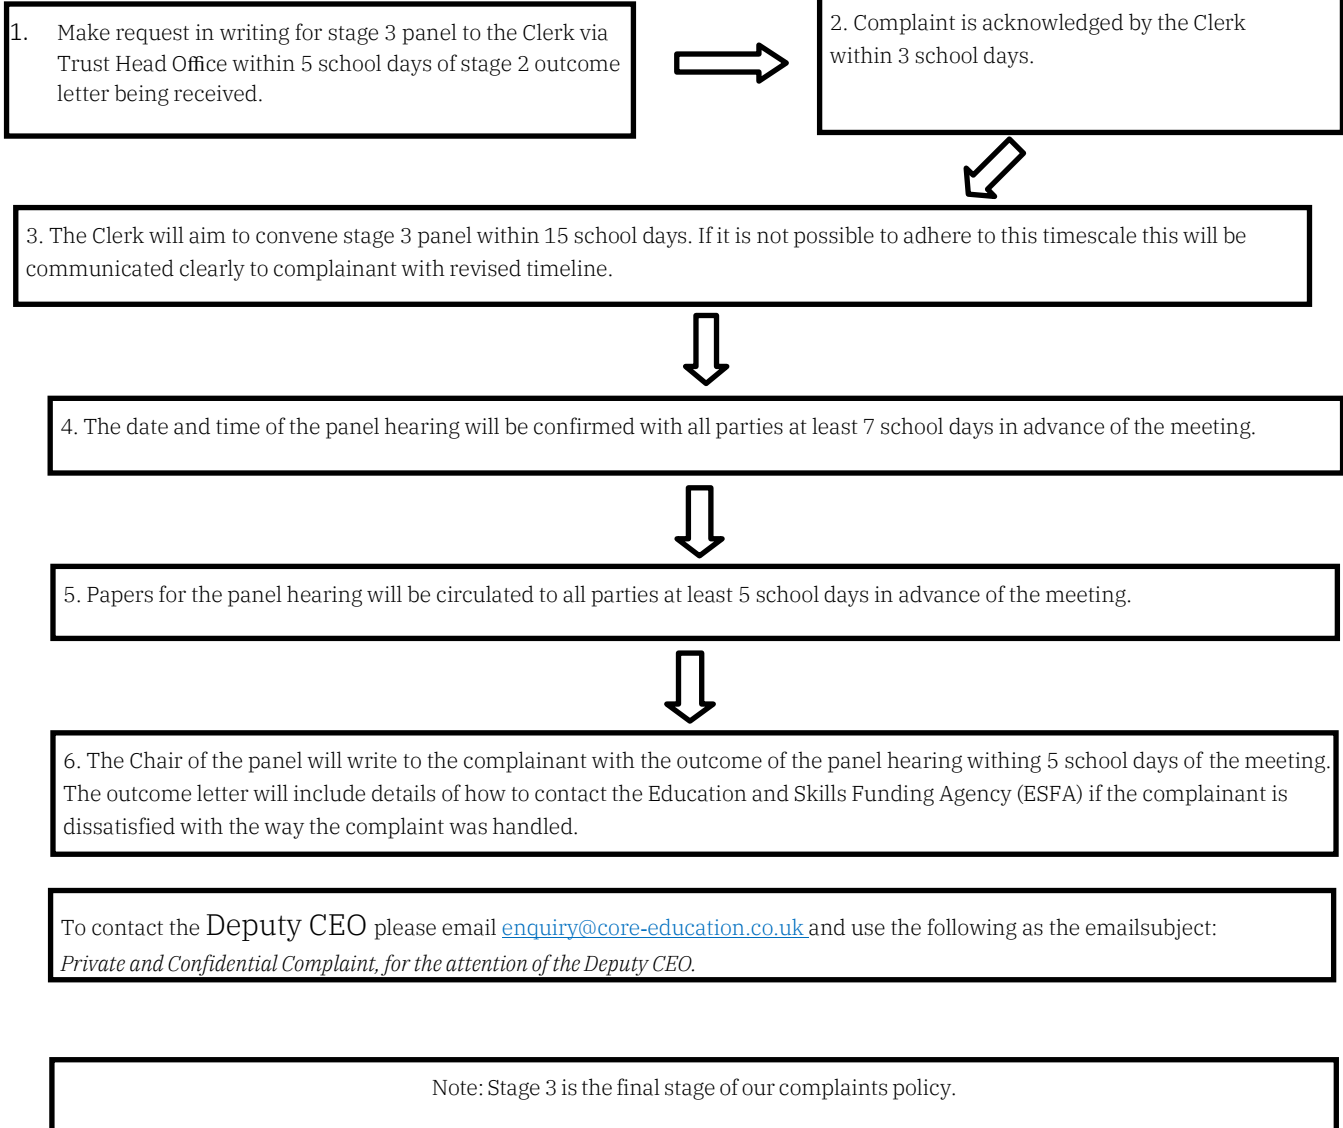 1. Make request in writing for stage 3 panel to the Clerk via
Trust Head Office within 5 school days of stage 2 outcome
letter being received.
2. Complaint is acknowledged by the Clerk
within 3 school days.
3. The Clerk will aim to convene stage 3 panel within 15 school days. If it is not possible to adhere to this timescale this will be
communicated clearly to complainant with revised timeline.
4. The date and time of the panel hearing will be confirmed with all parties at least 7 school days in advance of the meeting.
5. Papers for the panel hearing will be circulated to all parties at least 5 school days in advance of the meeting.
6. The Chair of the panel will write to the complainant with the outcome of the panel hearing withing 5 school days of the meeting.
The outcome letter will include details of how to contact the Education and Skills Funding Agency (ESFA) if the complainant is
dissatisfied with the way the complaint was handled.
To contact the Deputy CEO please email enquiry@core-education.co.uk and use the following as the emailsubject:
Private and Confidential Complaint, for the attention of the Deputy CEO.
Note: Stage 3 is the final stage of our complaints policy.